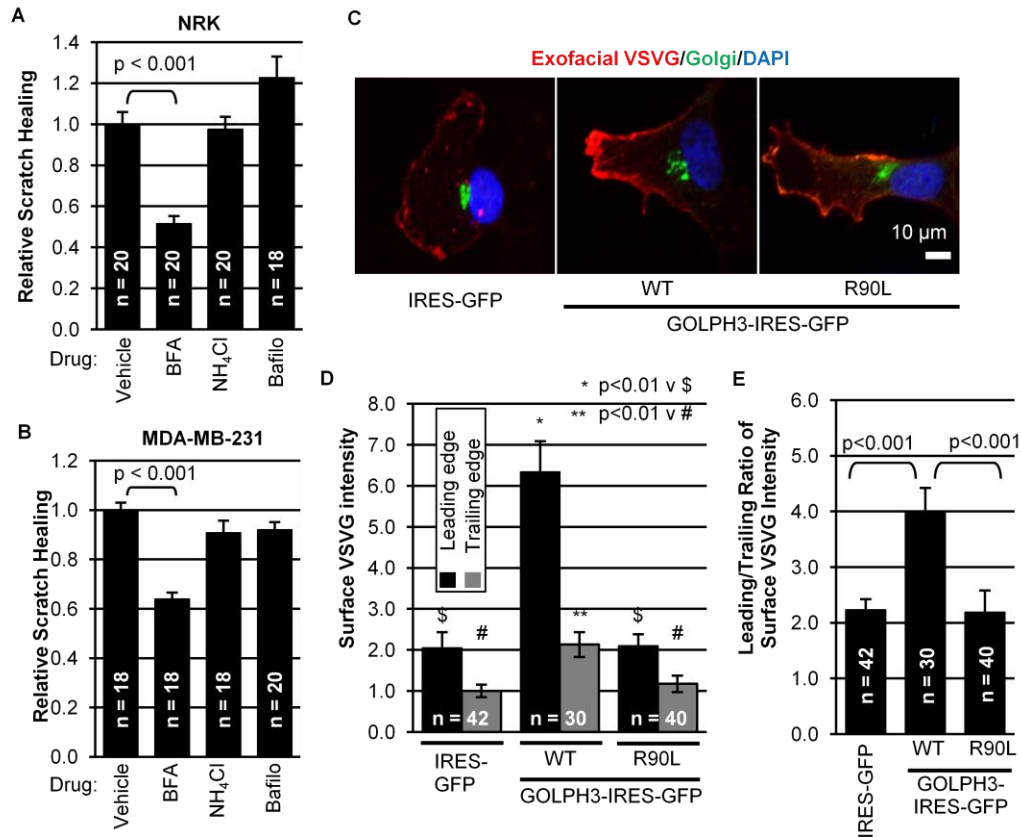 A
NRK
p < 0.001
Relative Scratch Healing
1.4
1.2
1.0
0.8
0.6
0.4
0.2
0.0
n = 20
n = 20
n = 20
n = 18
Drug:
Vehicle
BFA
NH₄Cl
Bafilo
B
MDA-MB-231
p < 0.001
Relative Scratch Healing
1.2
1.0
0.8
0.6
0.4
0.2
0.0
n = 18
n = 18
n = 18
n = 20
Drug:
Vehicle
BFA
NH₄Cl
Bafilo
C
Exofacial VSVG/Golgi/DAPI
10 µm
IRES-GFP
WT
R90L
GOLPH3-IRES-GFP
D
* p<0.01 v $
** p<0.01 v #
Surface VSVG intensity
8.0
7.0
6.0
5.0
4.0
3.0
2.0
1.0
0.0
Leading edge
Trailing edge
$
#
*
**
$
#
n = 42
n = 30
n = 40
IRES-
GFP
WT
R90L
GOLPH3-IRES-GFP
E
Leading/Trailing Ratio of
Surface VSVG Intensity
6.0
5.0
4.0
3.0
2.0
1.0
0.0
p<0.001
p<0.001
n = 42
n = 30
n = 40
IRES-GFP
WT
R90L
GOLPH3-
IRES-GFP